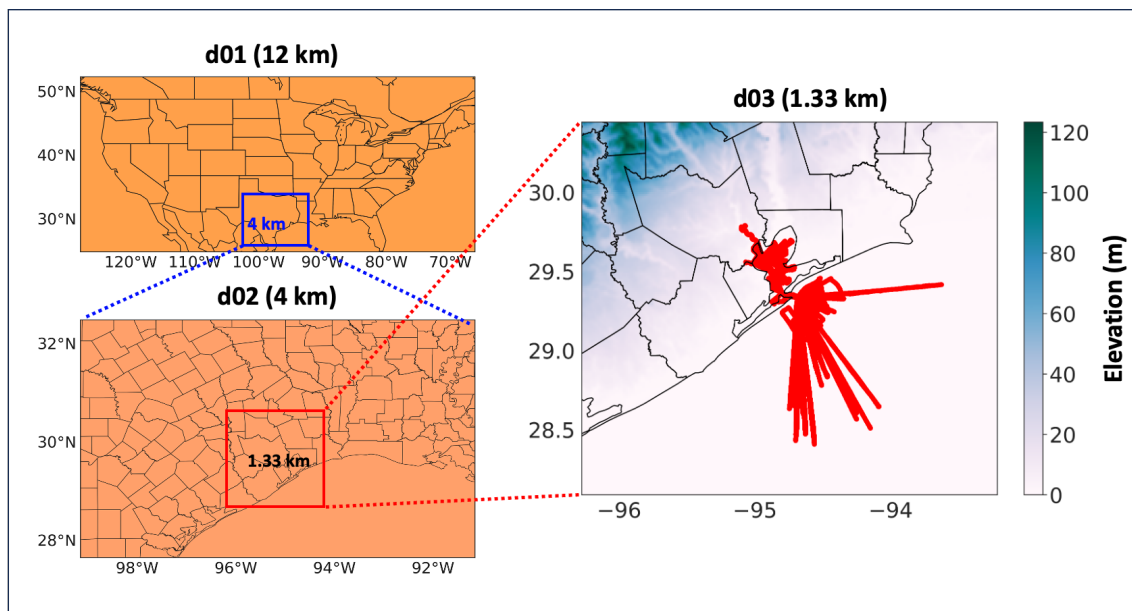 d01 (12 km)
50°N
40°N
30°N
4 km
120°W
100°W
90°W
80°W
70°W
d02 (4 km)
32°N
30°N
28°N
1.33 km
98°W
96°W
94°W
92°W
d03 (1.33 km)
30.0
29.5
29.0
28.5
−96
−95
−94
120
100
80
60
40
20
0
Elevation (m)